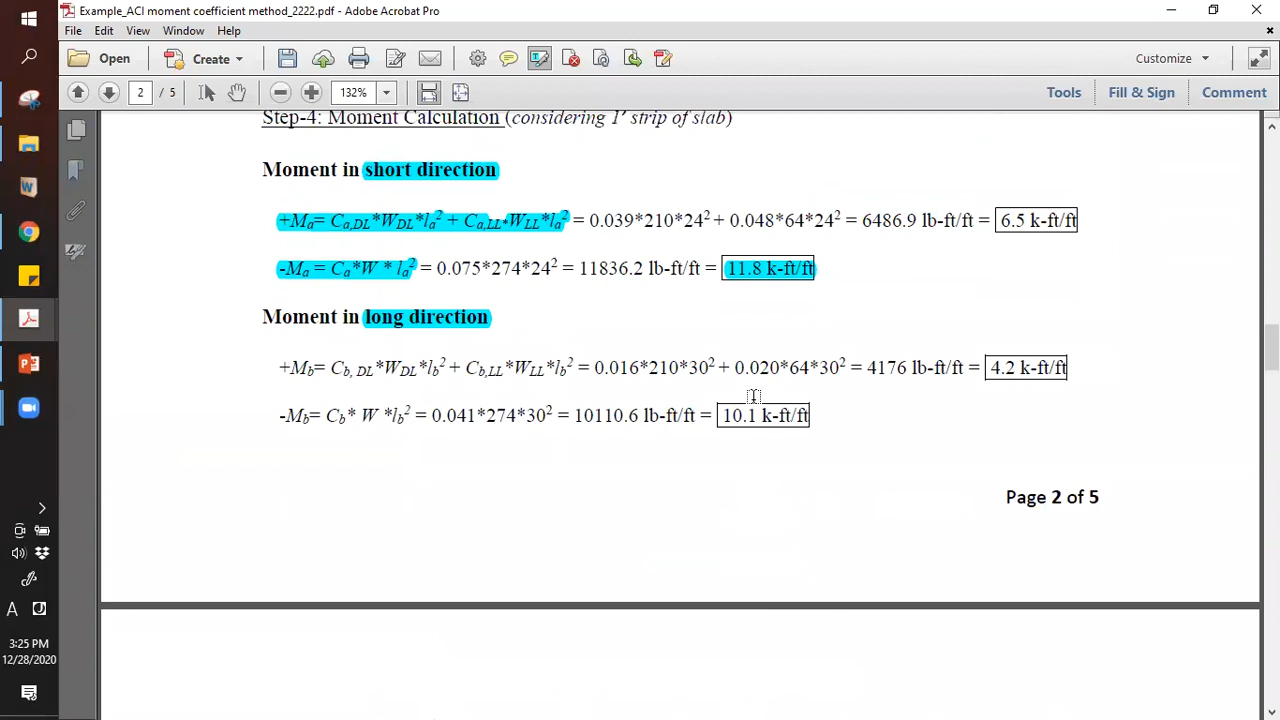 Example_ACI moment coefficient method_2222.pdf - Adobe Acrobat Pro
File Edit View Window Help
Open Create Customize
2 / 5 132% Tools Fill & Sign Comment
Step-4: Moment Calculation (considering 1' strip of slab)
Moment in short direction
+Ma= Ca,DL*WDL*la² + Ca,LL*WLL*la² = 0.039*210*24² + 0.048*64*24² = 6486.9 lb-ft/ft = 6.5 k-ft/ft
-Ma = Ca*W * la² = 0.075*274*24² = 11836.2 lb-ft/ft = 11.8 k-ft/ft
Moment in long direction
+Mb= Cb, DL*WDL*lb² + Cb,LL*WLL*lb² = 0.016*210*30² + 0.020*64*30² = 4176 lb-ft/ft = 4.2 k-ft/ft
-Mb= Cb* W *lb² = 0.041*274*30² = 10110.6 lb-ft/ft = 10.1 k-ft/ft
Page 2 of 5
A
3:25 PM
12/28/2020